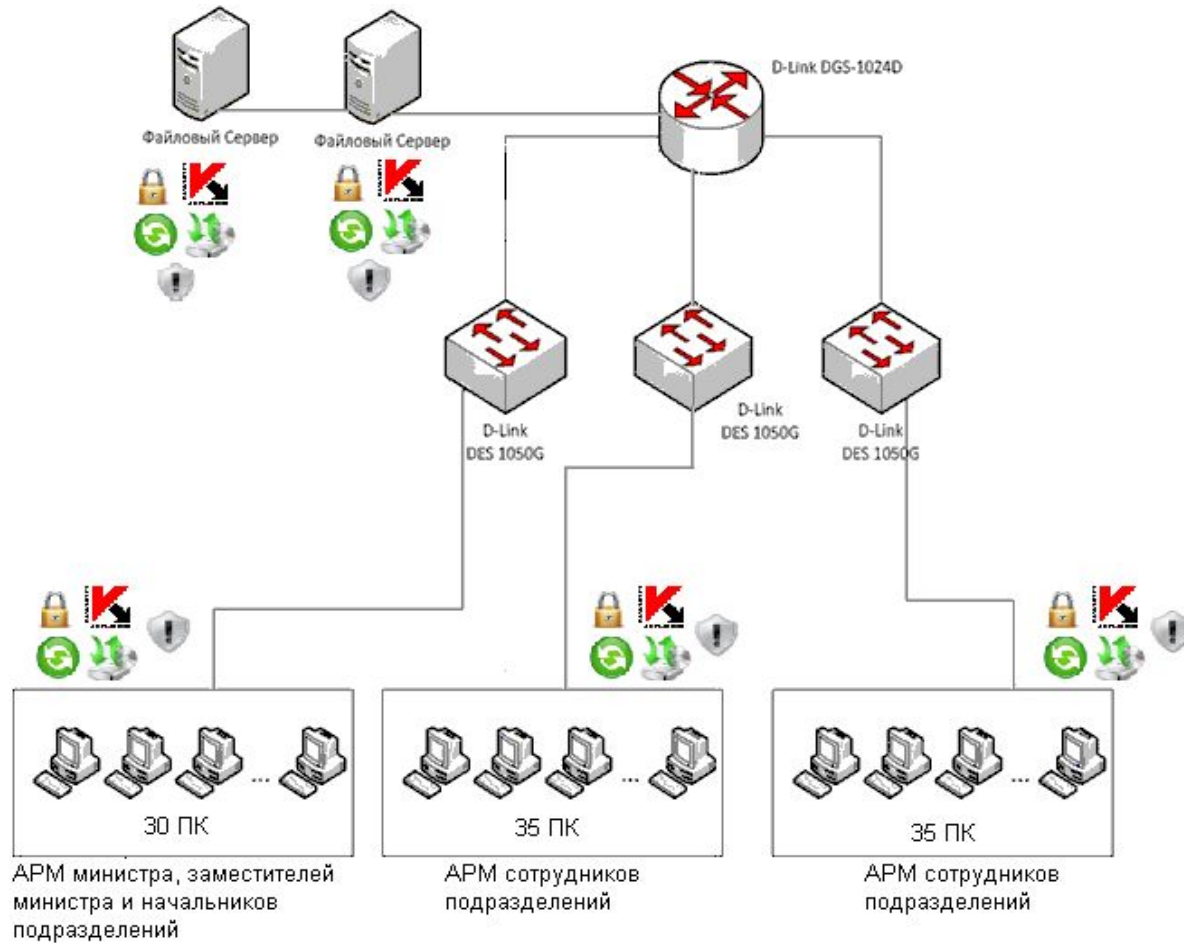 D-Link DGS-1024D
Файловый Сервер
Файловый Сервер
D-Link
DES 1050G
D-Link
DES 1050G
D-Link
DES 1050G
...
30 ПК
...
35 ПК
...
35 ПК
АРМ министра, заместителей
министра и начальников
подразделений
АРМ сотрудников
подразделений
АРМ сотрудников
подразделений